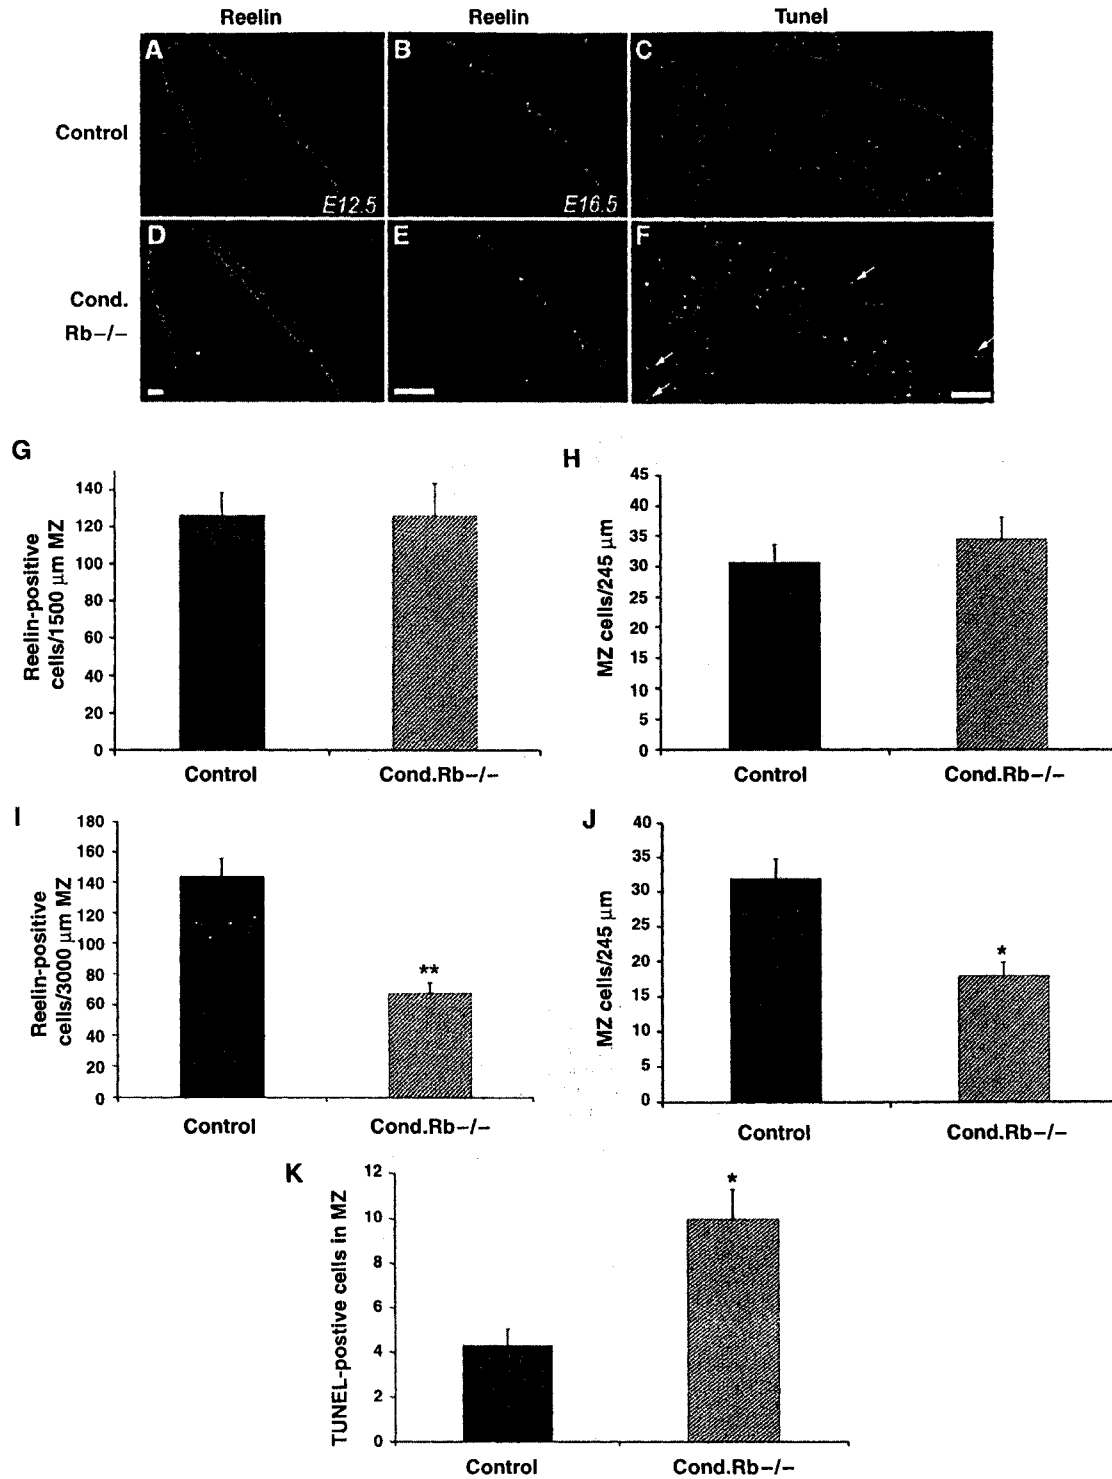 Reelin Reelin Tunel
A B C
Control
E12.5 E16.5
D E F
Cond.
Rb−/−
G
Reelin-positive
cells/1500 μm MZ
140
120
100
80
60
40
20
0
Control Cond.Rb−/−
H
MZ cells/245 μm
45
40
35
30
25
20
15
10
5
0
Control Cond.Rb−/−
I
Reelin-positive
cells/3000 μm MZ
180
160
140
120
100
80
60
40
20
0
**
Control Cond.Rb−/−
J
MZ cells/245 μm
40
35
30
25
20
15
10
5
0
*
Control Cond.Rb−/−
K
TUNEL-postive cells in MZ
12
10
8
6
4
2
0
*
Control Cond.Rb−/−